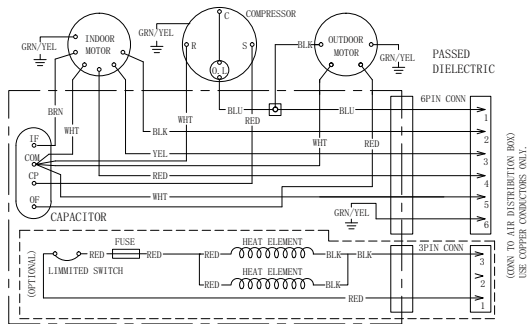 COMPRESSOR
C
R
S
O.L
GRN/YEL
INDOOR
MOTOR
GRN/YEL
OUTDOOR
MOTOR
BLK
GRN/YEL
PASSED
DIELECTRIC
BRN
WHT
WHT
RED
WHT
RED
BLU
BLU
6PIN CONN
1
BLK
2
YEL
3
RED
4
WHT
5
GRN/YEL
6
IF
COM
CP
OF
CAPACITOR
(CONN TO AIR DISTRIBUTION BOX)
USE COPPER CONDUCTORS ONLY.
(OPTIONAL)
RED
LIMMITED SWITCH
FUSE
RED
RED
HEAT ELEMENT
BLK
BLK
3PIN CONN
3
RED
HEAT ELEMENT
BLK
2
RED
1